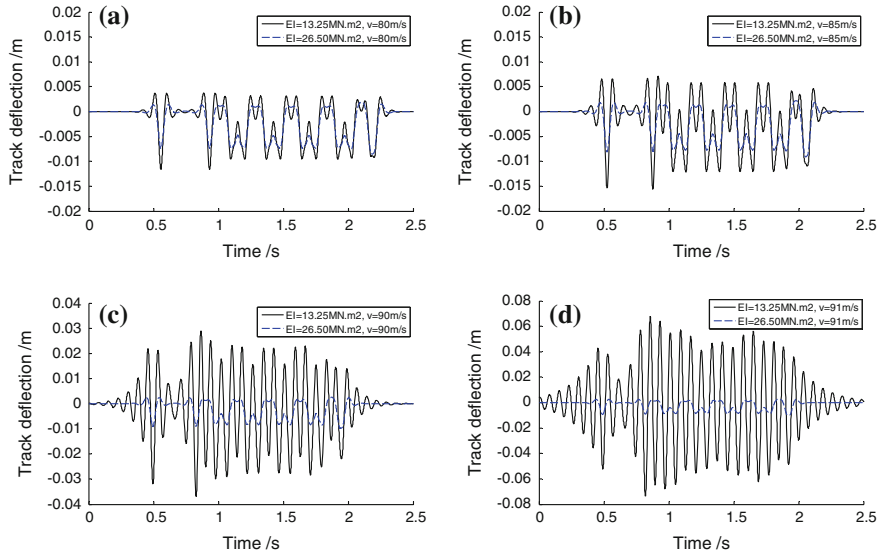 (a)
0.02
0.015
0.01
0.005
0
-0.005
-0.01
-0.015
-0.02
Track deflection /m
0 0.5 1 1.5 2 2.5
Time /s
EI=13.25MN.m2, v=80m/s
EI=26.50MN.m2, v=80m/s
(b)
0.02
0.015
0.01
0.005
0
-0.005
-0.01
-0.015
-0.02
Track deflection /m
0 0.5 1 1.5 2 2.5
Time /s
EI=13.25MN.m2, v=85m/s
EI=26.50MN.m2, v=85m/s
(c)
0.04
0.03
0.02
0.01
0
-0.01
-0.02
-0.03
-0.04
Track deflection /m
0 0.5 1 1.5 2 2.5
Time /s
EI=13.25MN.m2, v=90m/s
EI=26.50MN.m2, v=90m/s
(d)
0.08
0.06
0.04
0.02
0
-0.02
-0.04
-0.06
-0.08
Track deflection /m
0 0.5 1 1.5 2 2.5
Time /s
EI=13.25MN.m2, v=91m/s
EI=26.50MN.m2, v=91m/s